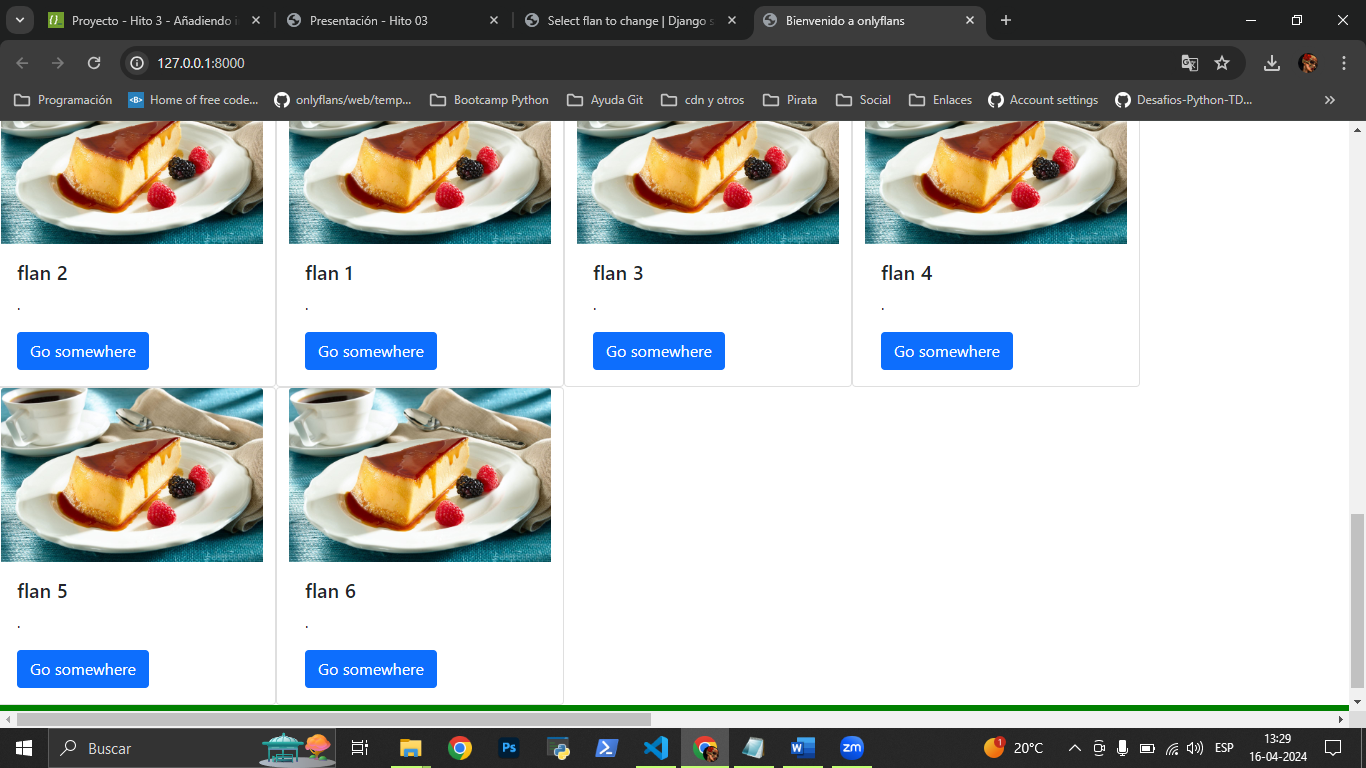 Proyecto - Hito 3 - Añadiendo i
Presentación - Hito 03
Select flan to change | Django s
Bienvenido a onlyflans
127.0.0.1:8000
Programación
Home of free code...
onlyflans/web/temp...
Bootcamp Python
Ayuda Git
cdn y otros
Pirata
Social
Enlaces
Account settings
Desafios-Python-TD...
flan 2
flan 1
flan 3
flan 4
.
.
.
.
Go somewhere
Go somewhere
Go somewhere
Go somewhere
flan 5
flan 6
.
.
Go somewhere
Go somewhere
Buscar
Ps
W
zm
1
20°C
ESP
13:29
16-04-2024